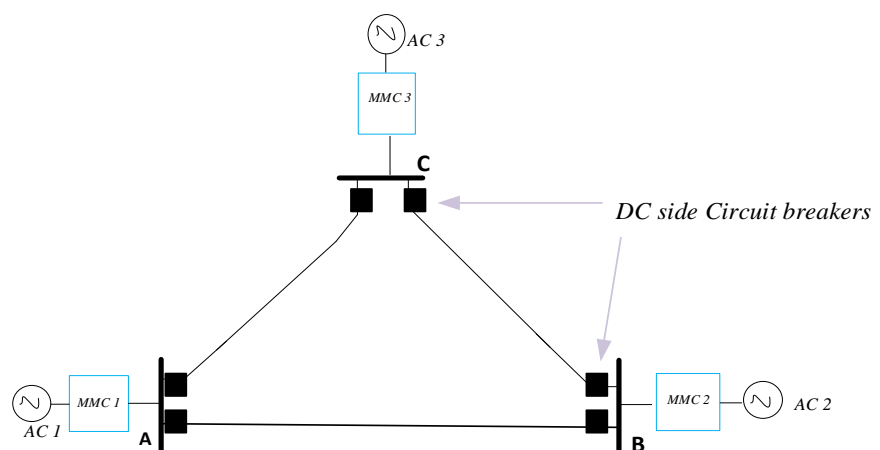 AC 3
MMC 3
C
DC side Circuit breakers
MMC 1
MMC 2
AC 2
AC 1
A
B